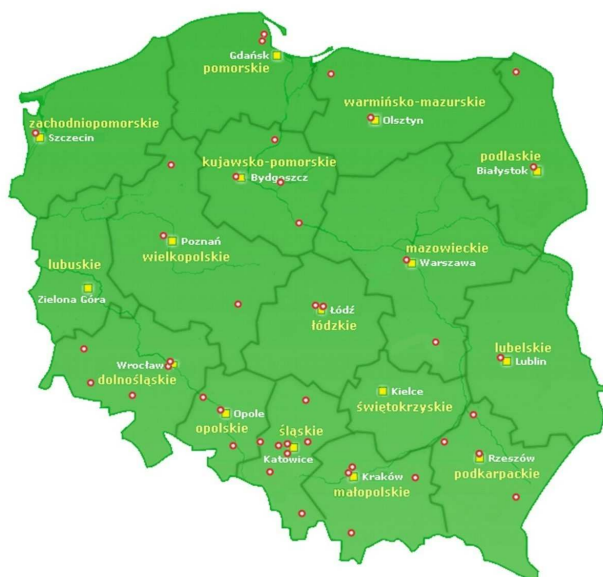 Gdańsk
pomorskie
warmińsko-mazurskie
Olsztyn
zachodniopomorskie
Szczecin
kujawsko-pomorskie
Bydgoszcz
podlaskie
Białystok
Poznań
wielkopolskie
mazowieckie
Warszawa
lubuskie
Zielona Góra
Łódź
łódzkie
lubelskie
Lublin
Wrocław
dolnośląskie
Kielce
świętokrzyskie
Opole
opolskie
śląskie
Katowice
Kraków
małopolskie
Rzeszów
podkarpackie